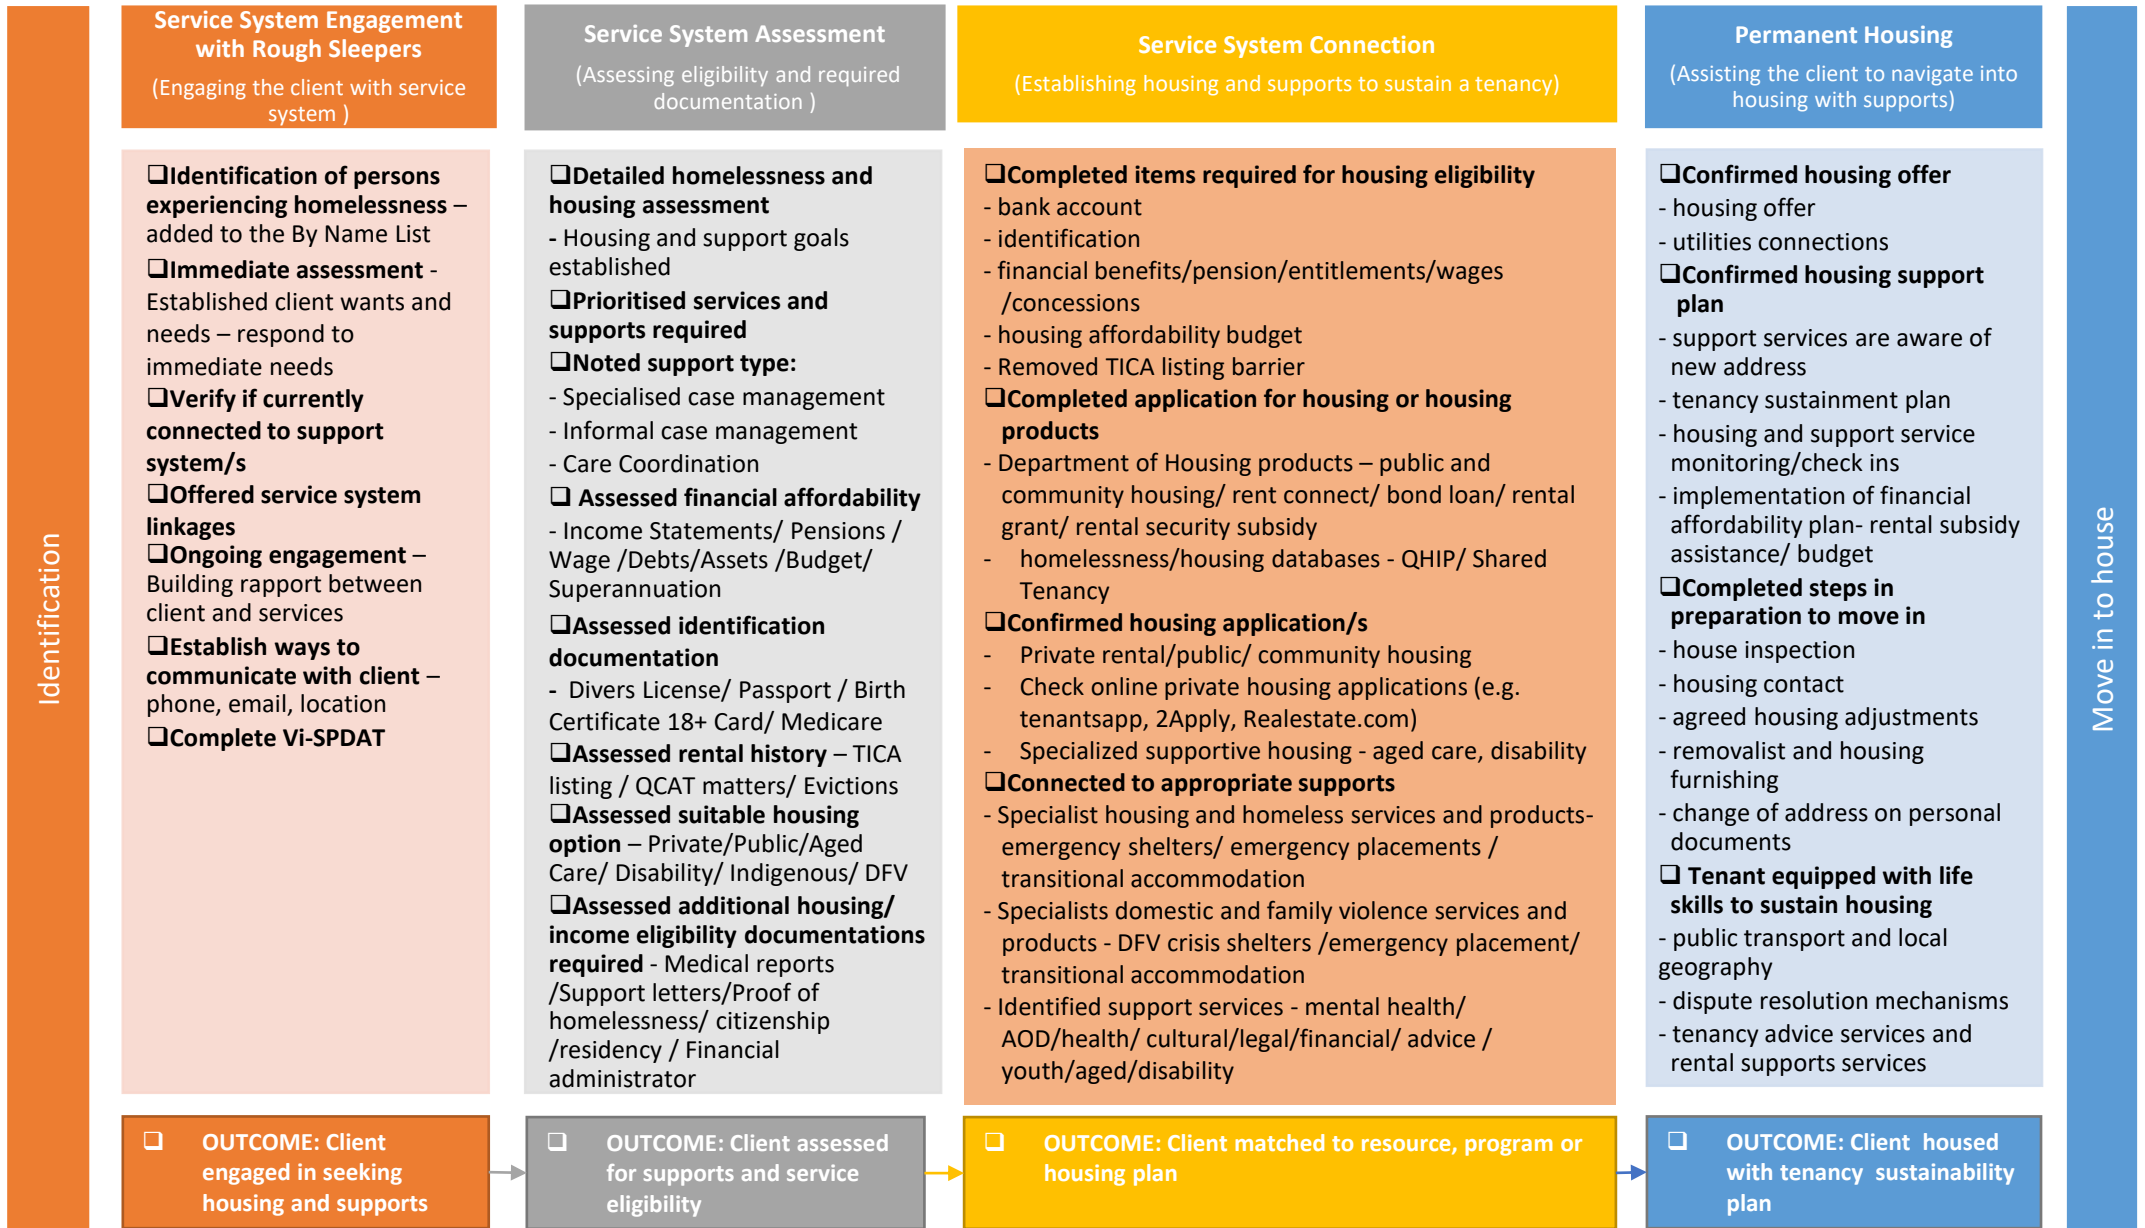 Identification
Service System Engagement
with Rough Sleepers
(Engaging the client with service
system )
❑Identification of persons
experiencing homelessness –
added to the By Name List
❑Immediate assessment -
Established client wants and
needs – respond to
immediate needs
❑Verify if currently
connected to support
system/s
❑Offered service system
linkages
❑Ongoing engagement –
Building rapport between
client and services
❑Establish ways to
communicate with client –
phone, email, location
❑Complete Vi-SPDAT
❑ OUTCOME: Client
engaged in seeking
housing and supports
Service System Assessment
(Assessing eligibility and required
documentation )
❑Detailed homelessness and
housing assessment
- Housing and support goals
established
❑Prioritised services and
supports required
❑Noted support type:
- Specialised case management
- Informal case management
- Care Coordination
❑ Assessed financial affordability
- Income Statements/ Pensions /
Wage /Debts/Assets /Budget/
Superannuation
❑Assessed identification
documentation
- Divers License/ Passport / Birth
Certificate 18+ Card/ Medicare
❑Assessed rental history – TICA
listing / QCAT matters/ Evictions
❑Assessed suitable housing
option – Private/Public/Aged
Care/ Disability/ Indigenous/ DFV
❑Assessed additional housing/
income eligibility documentations
required - Medical reports
/Support letters/Proof of
homelessness/ citizenship
/residency / Financial
administrator
❑ OUTCOME: Client assessed
for supports and service
eligibility
Service System Connection
(Establishing housing and supports to sustain a tenancy)
❑Completed items required for housing eligibility
- bank account
- identification
- financial benefits/pension/entitlements/wages
/concessions
- housing affordability budget
- Removed TICA listing barrier
❑Completed application for housing or housing
products
- Department of Housing products – public and
community housing/ rent connect/ bond loan/ rental
grant/ rental security subsidy
- homelessness/housing databases - QHIP/ Shared
Tenancy
❑Confirmed housing application/s
- Private rental/public/ community housing
- Check online private housing applications (e.g.
tenantsapp, 2Apply, Realestate.com)
- Specialized supportive housing - aged care, disability
❑Connected to appropriate supports
- Specialist housing and homeless services and products-
emergency shelters/ emergency placements /
transitional accommodation
- Specialists domestic and family violence services and
products - DFV crisis shelters /emergency placement/
transitional accommodation
- Identified support services - mental health/
AOD/health/ cultural/legal/financial/ advice /
youth/aged/disability
❑ OUTCOME: Client matched to resource, program or
housing plan
Permanent Housing
(Assisting the client to navigate into
housing with supports)
❑Confirmed housing offer
- housing offer
- utilities connections
❑Confirmed housing support
plan
- support services are aware of
new address
- tenancy sustainment plan
- housing and support service
monitoring/check ins
- implementation of financial
affordability plan- rental subsidy
assistance/ budget
❑Completed steps in
preparation to move in
- house inspection
- housing contact
- agreed housing adjustments
- removalist and housing
furnishing
- change of address on personal
documents
❑ Tenant equipped with life
skills to sustain housing
- public transport and local
geography
- dispute resolution mechanisms
- tenancy advice services and
rental supports services
❑ OUTCOME: Client housed
with tenancy sustainability
plan
Move in to house